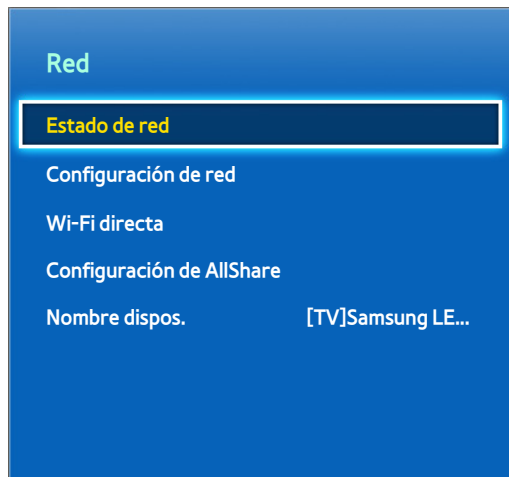 Red
Estado de red
Configuración de red
Wi-Fi directa
Configuración de AllShare
Nombre dispos. [TV]Samsung LE...